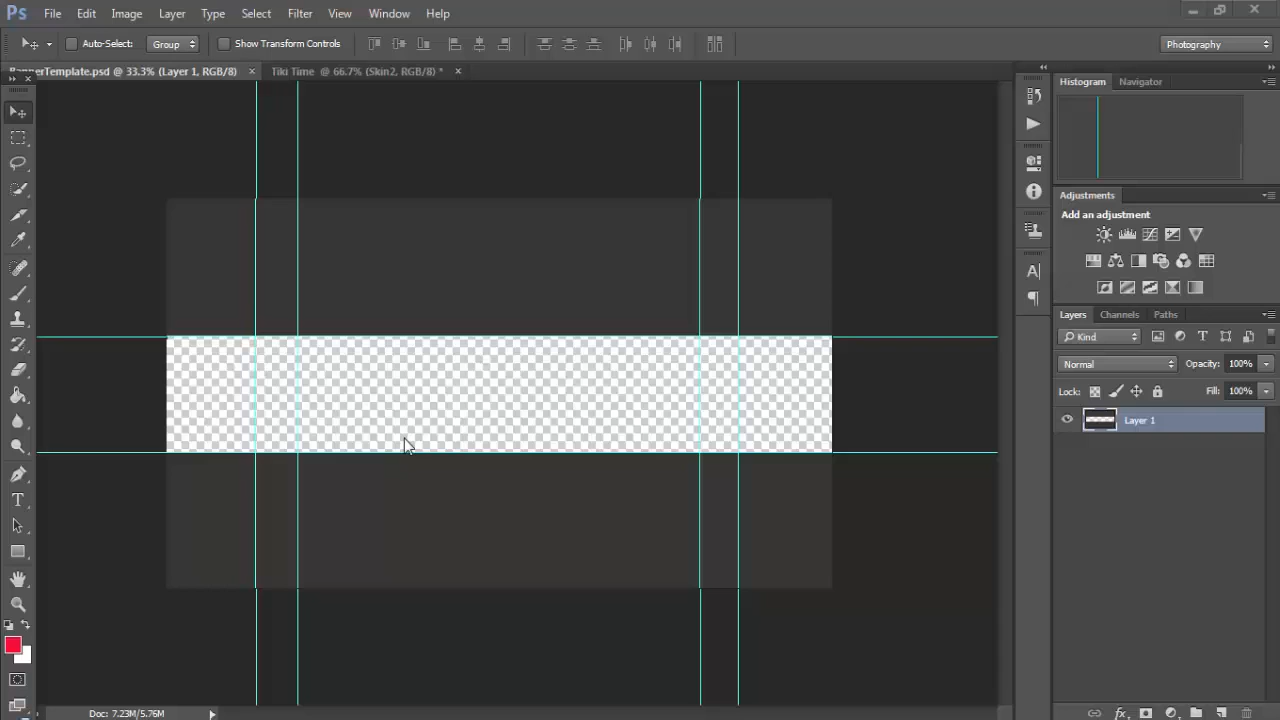 Ps File Edit Image Layer Type Select Filter View Window Help
Auto-Select: Group Show Transform Controls Photography
BannerTemplate.psd @ 33.3% (Layer 1, RGB/8) × Tiki Time @ 66.7% (Skin2, RGB/8) * ×
Histogram Navigator
Adjustments
Add an adjustment
Layers Channels Paths
Kind
Normal Opacity: 100%
Lock: Fill: 100%
Layer 1
Doc: 7.23M/5.76M